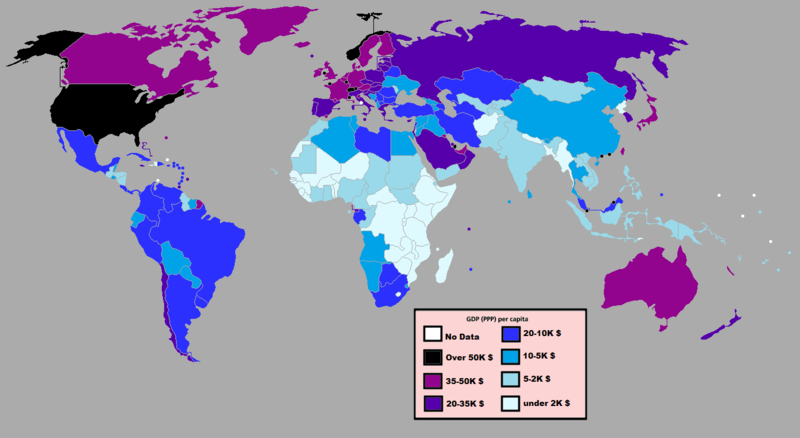 GDP (PPP) per capita
No Data
Over 50K $
35-50K $
20-35K $
20-10K $
10-5K $
5-2K $
under 2K $